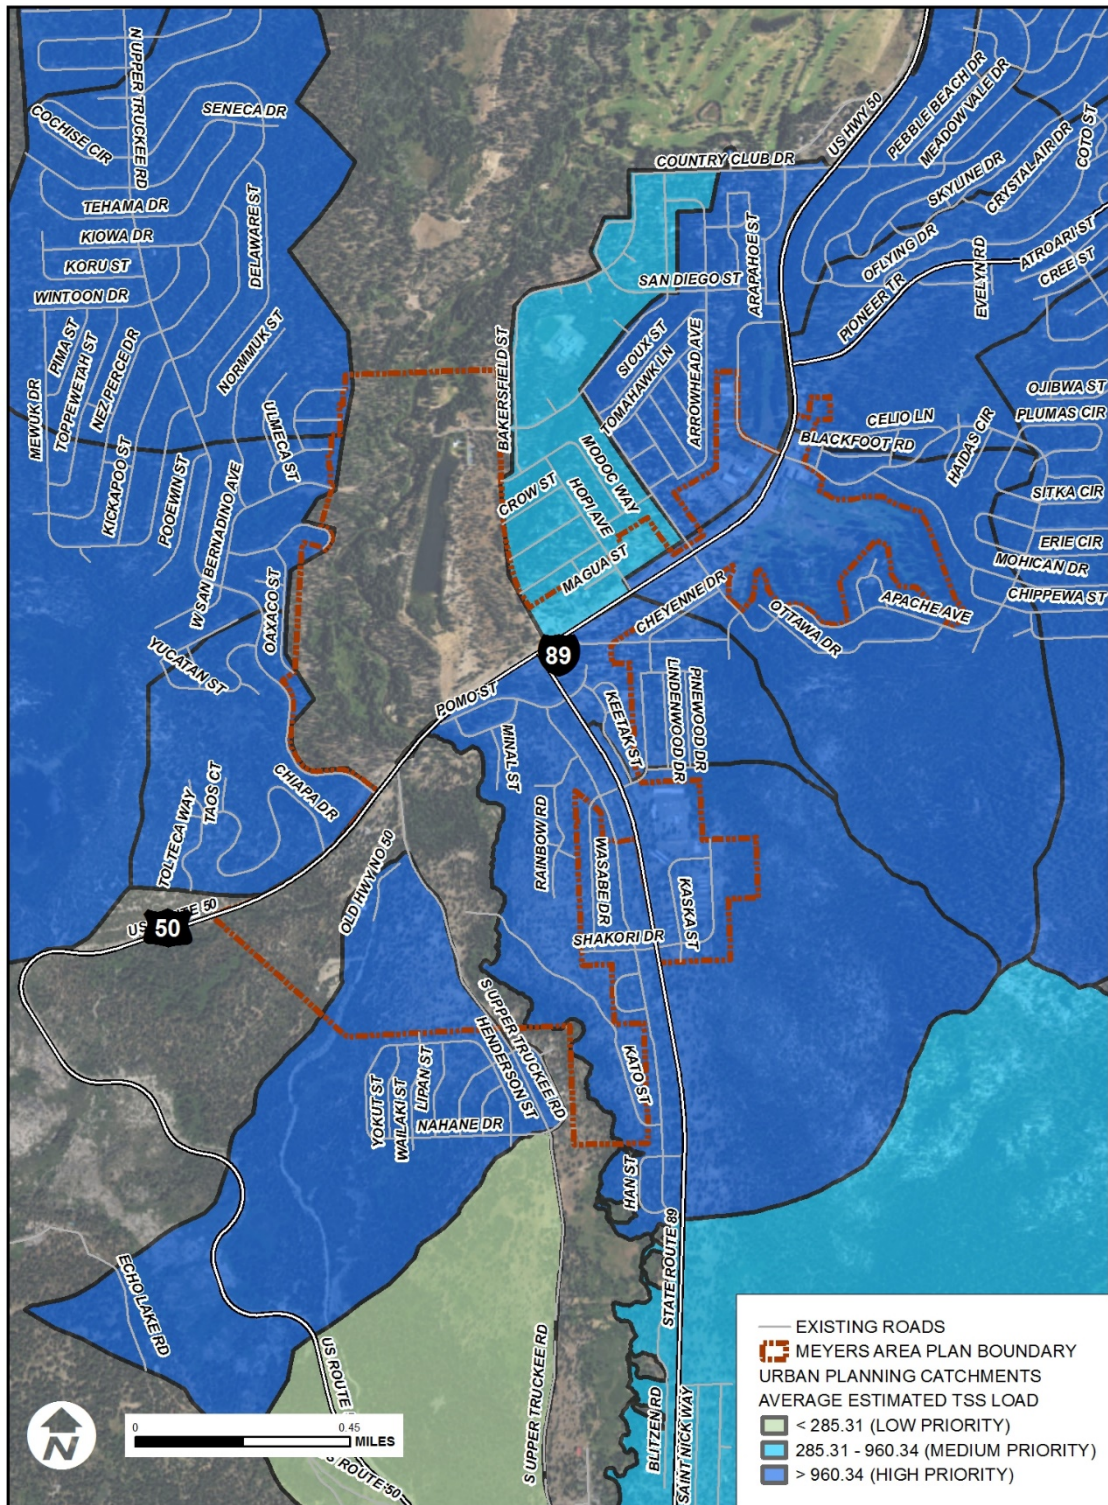 N UPPER TRUCKEE RD
COCHISE CIR
SENECA DR
TEHAMA DR
KIOWA DR
KORU ST
WINTOON DR
DELAWARE ST
PIMA ST
TOPPEWETAH ST
NEZ PERCE DR
NORMMUK ST
MEWUK DR
ULMECA ST
KICKAPOO ST
POOEWIN ST
W SAN BERNADINO AVE
OAXACO ST
YUCATAN ST
CHIAPA DR
TAOS CT
TOLTECA WAY
US HWY 50
PEBBLE BEACH DR
MEADOW VALE DR
COUNTRY CLUB DR
SKYLINE DR
CRYSTAL AIR DR
COTO ST
OFLYING DR
EVELYN RD
ATROARI ST
CREE ST
PIONEER TR
SAN DIEGO ST
ARAPAHOE ST
BAKERSFIELD ST
SIOUX ST
TOMAHAWK LN
ARROWHEAD AVE
OJIBWA ST
PLUMAS CIR
CELIO LN
BLACKFOOT RD
HAIDAS CIR
SITKA CIR
ERIE CIR
MOHICAN DR
CHIPPEWA ST
CROW ST
MODOC WAY
HOPI AVE
MAGUA ST
CHEYENNE DR
OTTAWA DR
APACHE AVE
89
POMO ST
MINAL ST
KEETAK ST
LINDENWOOD DR
PINEWOOD DR
RAINBOW RD
WASABE DR
KASKA ST
SHAKORI DR
OLD HWY NO 50
50
S UPPER TRUCKEE RD
HENDERSON ST
YOKUT ST
WAILAKI ST
LIPAN ST
NAHANE DR
KATO ST
HAN ST
STATE ROUTE 89
ECHO LAKE RD
US ROUTE
S UPPER TRUCKEE RD
BLITZEN RD
SAINT NICK WAY
S ROUTE 50
N
0 0.45
MILES
EXISTING ROADS
MEYERS AREA PLAN BOUNDARY
URBAN PLANNING CATCHMENTS
AVERAGE ESTIMATED TSS LOAD
< 285.31 (LOW PRIORITY)
285.31 - 960.34 (MEDIUM PRIORITY)
> 960.34 (HIGH PRIORITY)